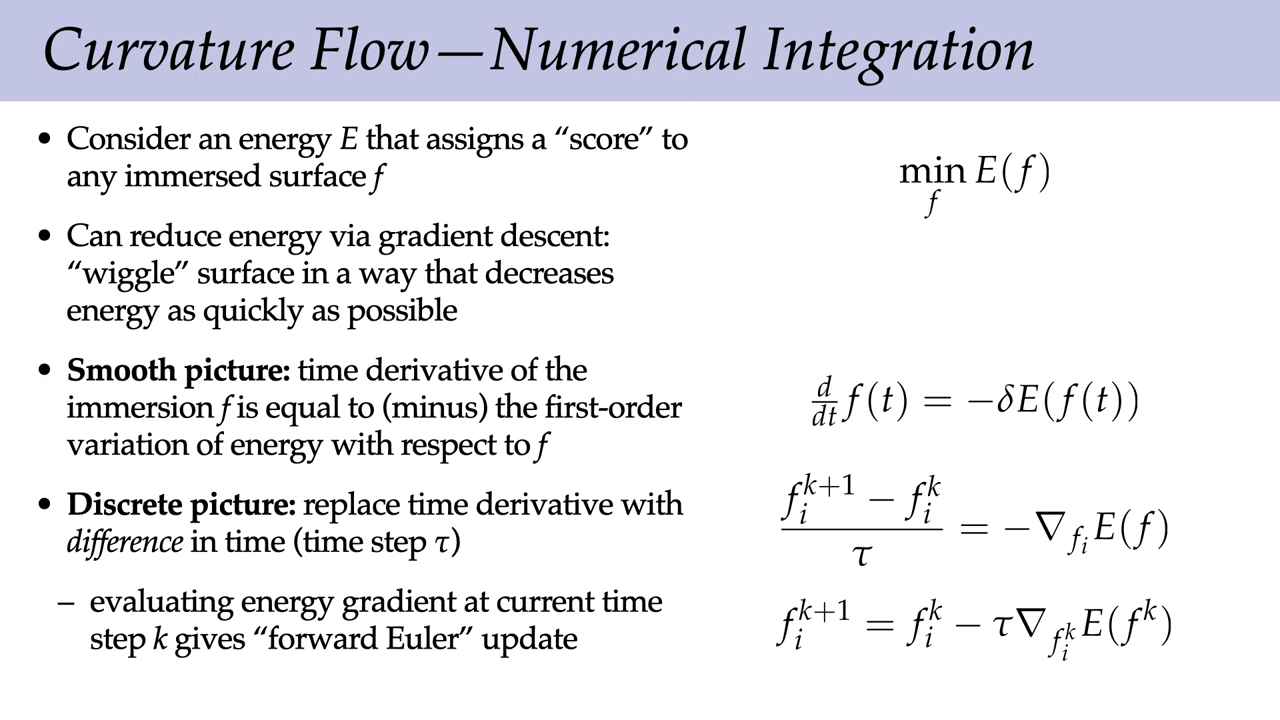 Curvature Flow—Numerical Integration
• Consider an energy E that assigns a “score” to
any immersed surface f
min_f E(f)
• Can reduce energy via gradient descent:
“wiggle” surface in a way that decreases
energy as quickly as possible
• Smooth picture: time derivative of the
immersion f is equal to (minus) the first-order
variation of energy with respect to f
d/dt f(t) = −δE(f(t))
• Discrete picture: replace time derivative with
difference in time (time step τ)
(f_i^{k+1} − f_i^k)/τ = −∇_{f_i} E(f)
– evaluating energy gradient at current time
step k gives “forward Euler” update
f_i^{k+1} = f_i^k − τ∇_{f_i^k} E(f^k)